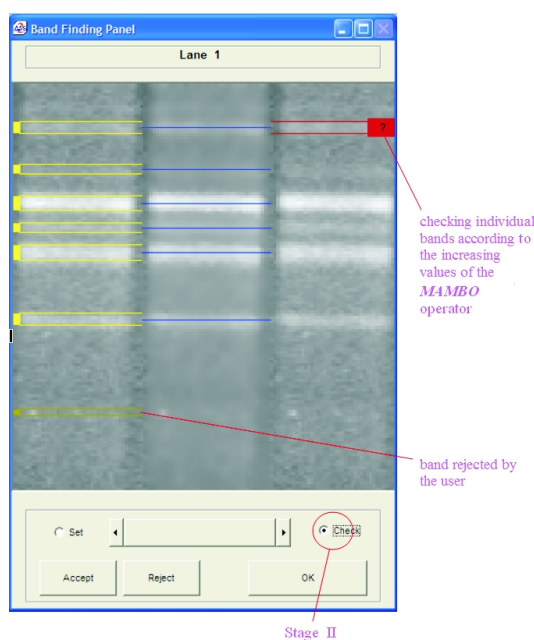 Band Finding Panel
Lane 1
?
checking individual
bands according to
the increasing
values of the
MAMBO
operator
band rejected by
the user
Set
Check
Accept
Reject
OK
Stage II